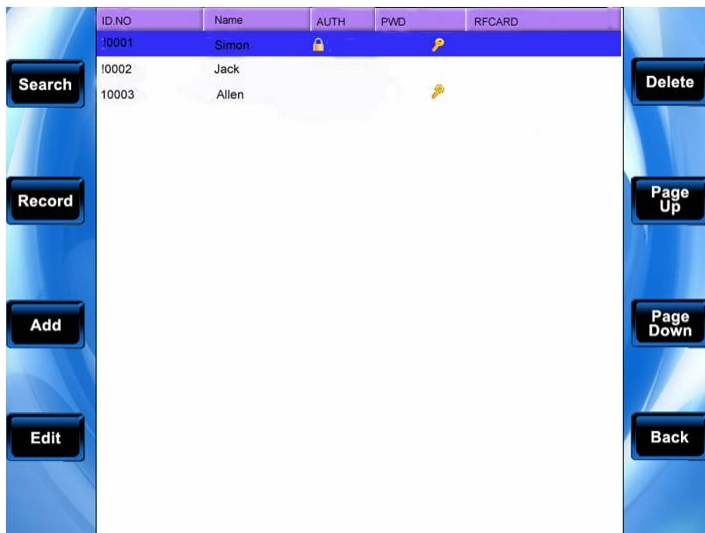 ID.NO Name AUTH PWD RFCARD
!0001 Simon
!0002 Jack
10003 Allen
Search
Record
Add
Edit
Delete
Page
Up
Page
Down
Back